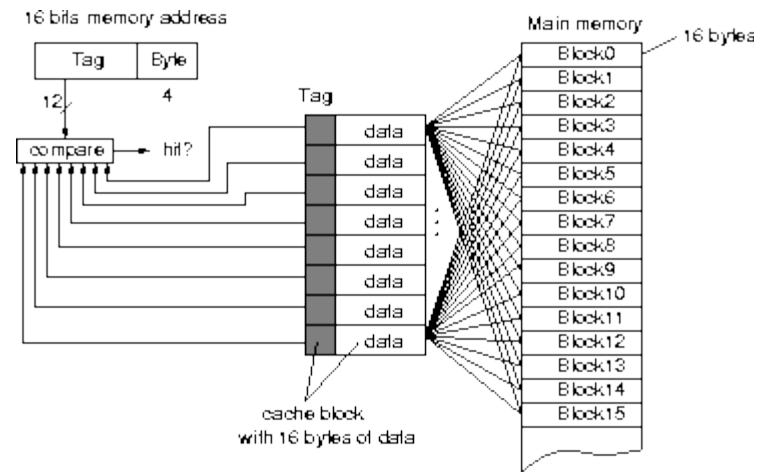 16 bits memory address
Tag Byte
12 4
compare hit?
Tag
data
data
data
data
data
data
data
data
cache block
with 16 bytes of data
Main memory
16 bytes
Block0
Block1
Block2
Block3
Block4
Block5
Block6
Block7
Block8
Block9
Block10
Block11
Block12
Block13
Block14
Block15